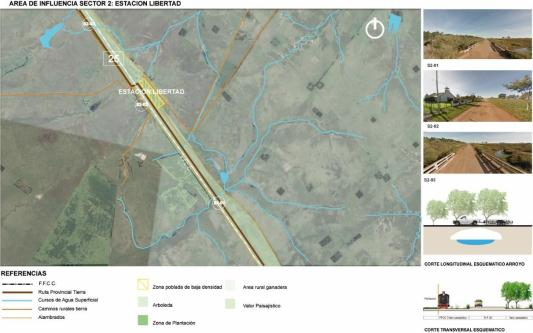 AREA DE INFLUENCIA SECTOR 2: ESTACION LIBERTAD
25
ESTACION LIBERTAD
S2-01
S2-02
S2-03
CORTE LONGITUDINAL ESQUEMATICO ARROYO
CORTE TRANSVERSAL ESQUEMATICO
REFERENCIAS
F.F.C.C.
Ruta Provincial Tierra
Cursos de Agua Superficial
Caminos rurales tierra
Alambrados
Zona poblada de baja densidad
Arboleda
Zona de Plantación
Area rural ganadera
Valor Paisajístico